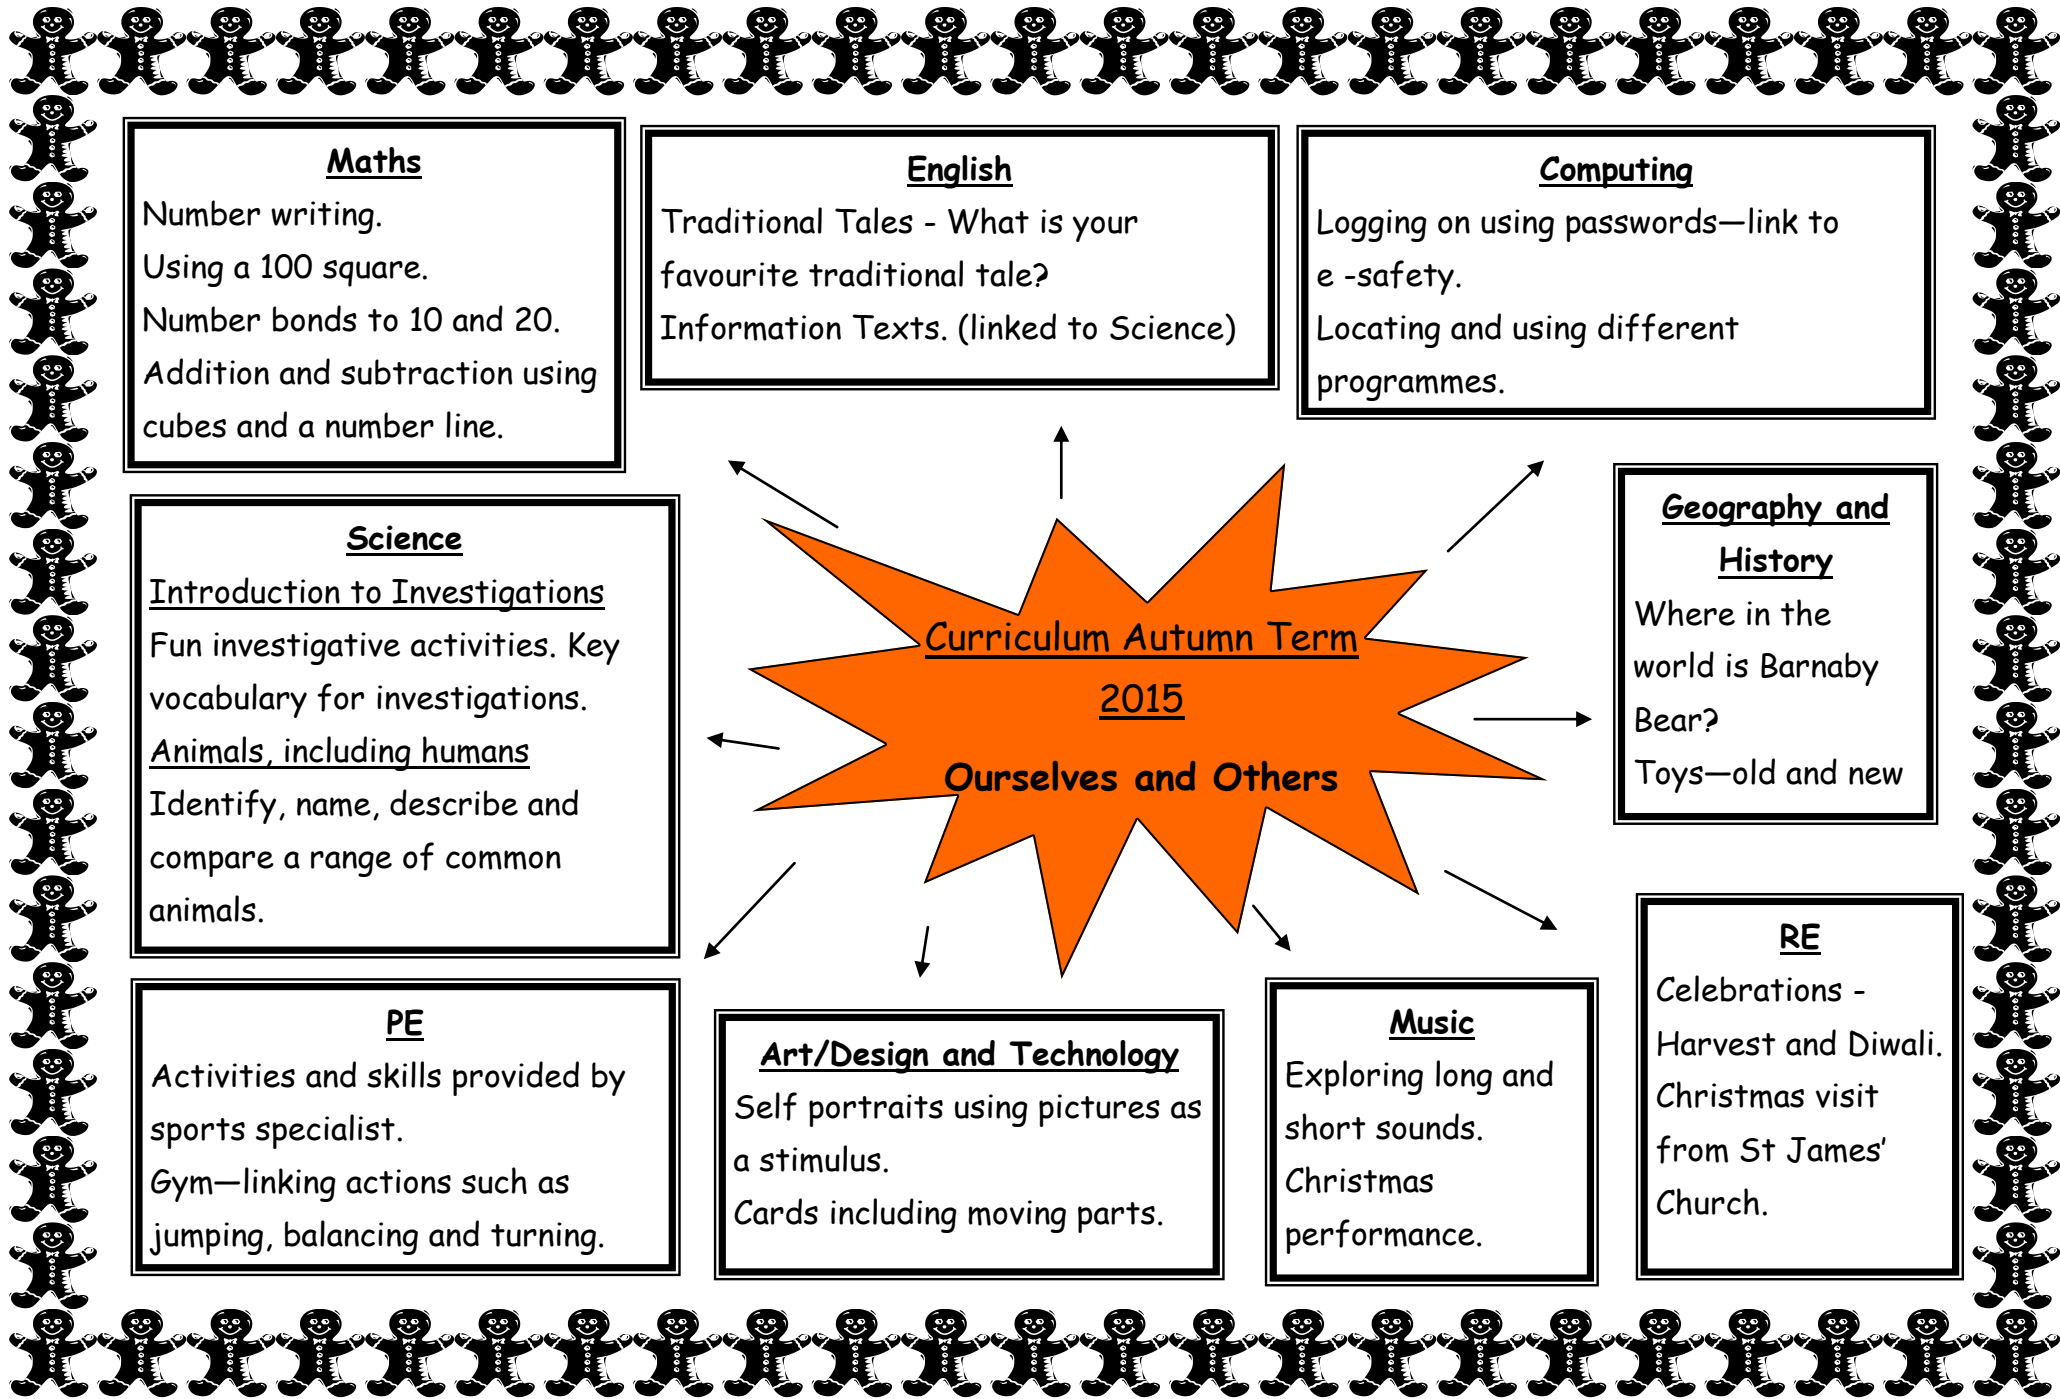 Maths
Number writing.
Using a 100 square.
Number bonds to 10 and 20.
Addition and subtraction using
cubes and a number line.
English
Traditional Tales - What is your
favourite traditional tale?
Information Texts. (linked to Science)
Computing
Logging on using passwords—link to
e -safety.
Locating and using different
programmes.
Science
Introduction to Investigations
Fun investigative activities. Key
vocabulary for investigations.
Animals, including humans
Identify, name, describe and
compare a range of common
animals.
Curriculum Autumn Term
2015
Ourselves and Others
Geography and
History
Where in the
world is Barnaby
Bear?
Toys—old and new
PE
Activities and skills provided by
sports specialist.
Gym—linking actions such as
jumping, balancing and turning.
Art/Design and Technology
Self portraits using pictures as
a stimulus.
Cards including moving parts.
Music
Exploring long and
short sounds.
Christmas
performance.
RE
Celebrations -
Harvest and Diwali.
Christmas visit
from St James’
Church.